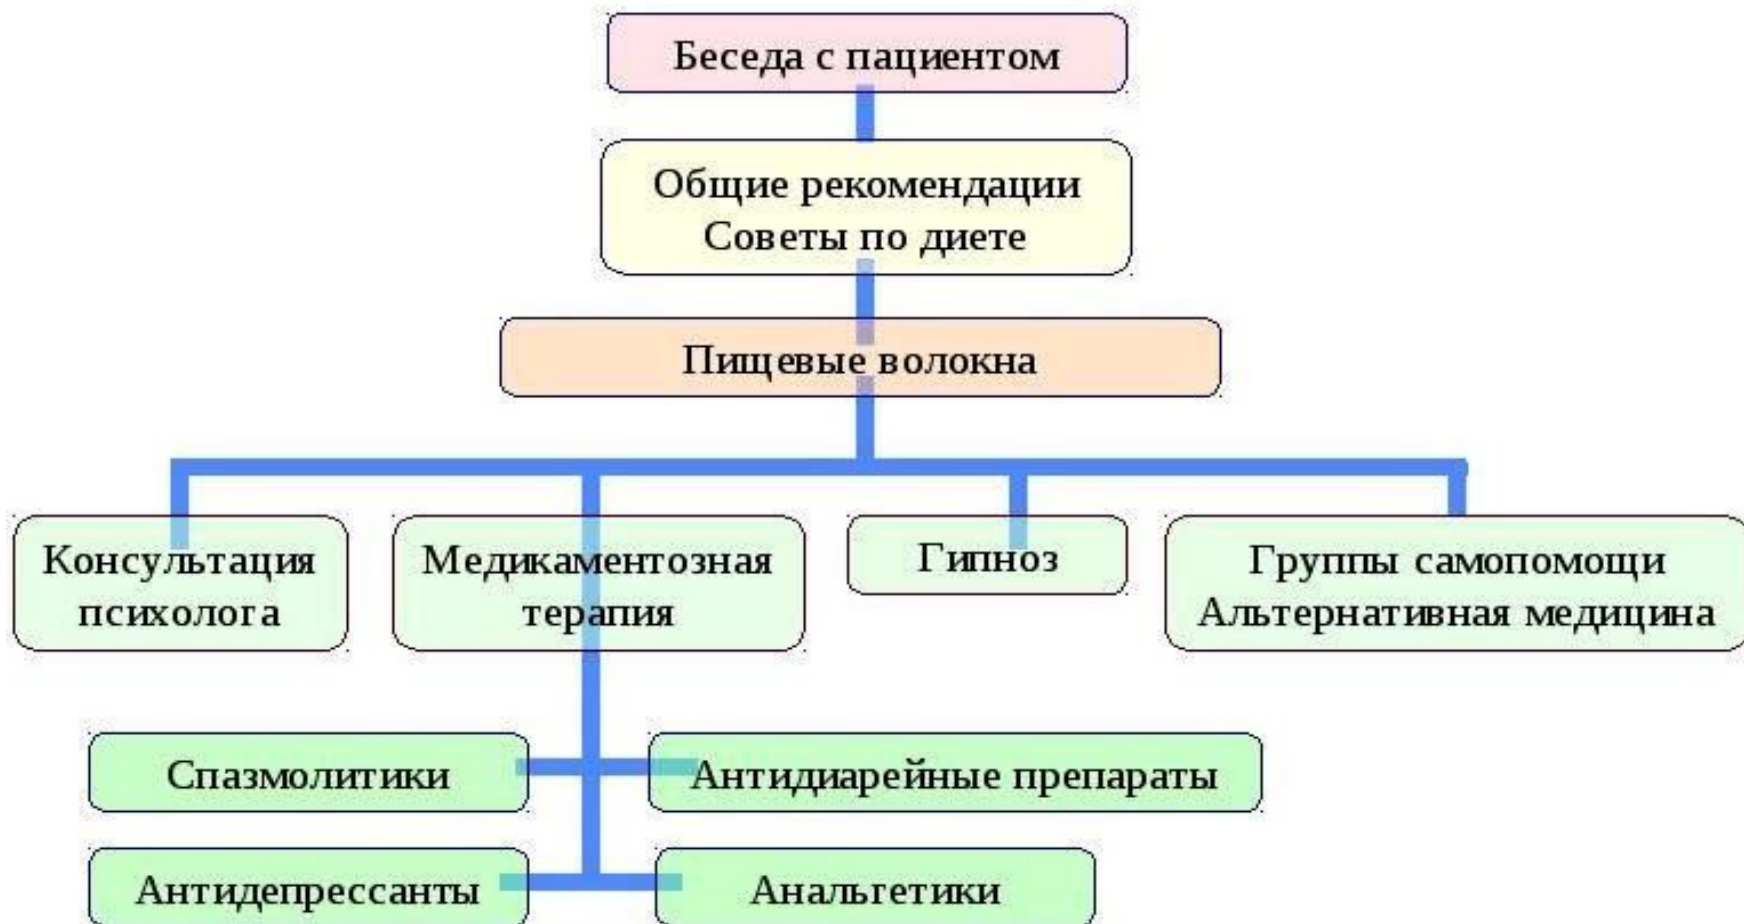 Беседа с пациентом
Общие рекомендации
Советы по диете
Пищевые волокна
Консультация
психолога
Медикаментозная
терапия
Гипноз
Группы самопомощи
Альтернативная медицина
Спазмолитики
Антидиарейные препараты
Антидепрессанты
Анальгетики